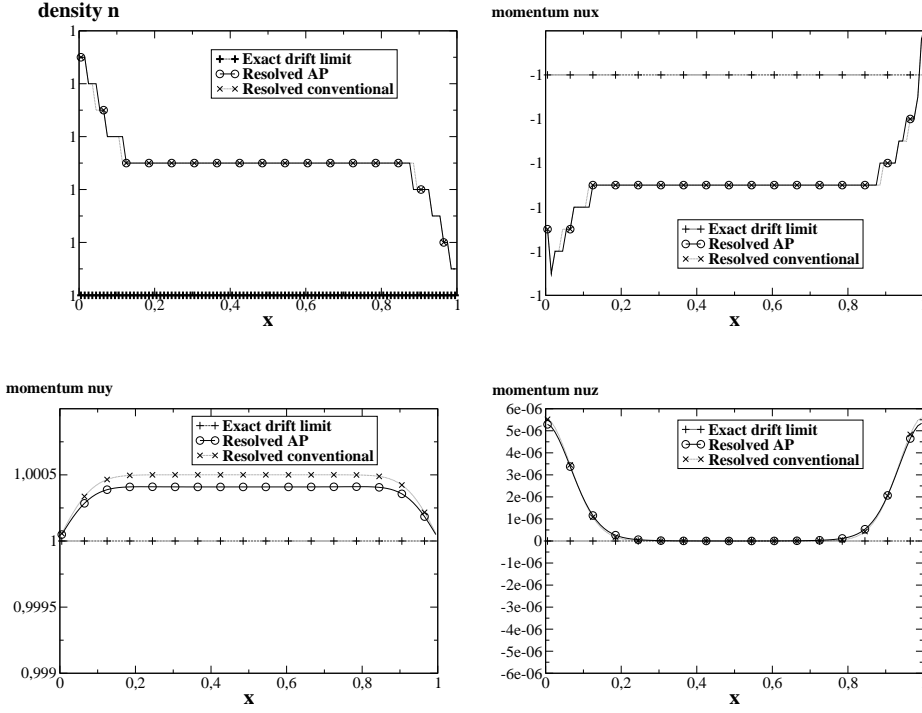 density n
Exact drift limit
Resolved AP
Resolved conventional
1
1
1
1
1
1
0 0,2 0,4 0,6 0,8 1
x
momentum nux
Exact drift limit
Resolved AP
Resolved conventional
-1
-1
-1
-1
-1
-1
0 0,2 0,4 0,6 0,8
x
momentum nuy
Exact drift limit
Resolved AP
Resolved conventional
1,0005
1
0,9995
0,999
0 0,2 0,4 0,6 0,8 1
x
momentum nuz
Exact drift limit
Resolved AP
Resolved conventional
6e-06
5e-06
4e-06
3e-06
2e-06
1e-06
0
-1e-06
-2e-06
-3e-06
-4e-06
-5e-06
-6e-06
0 0,2 0,4 0,6 0,8
x